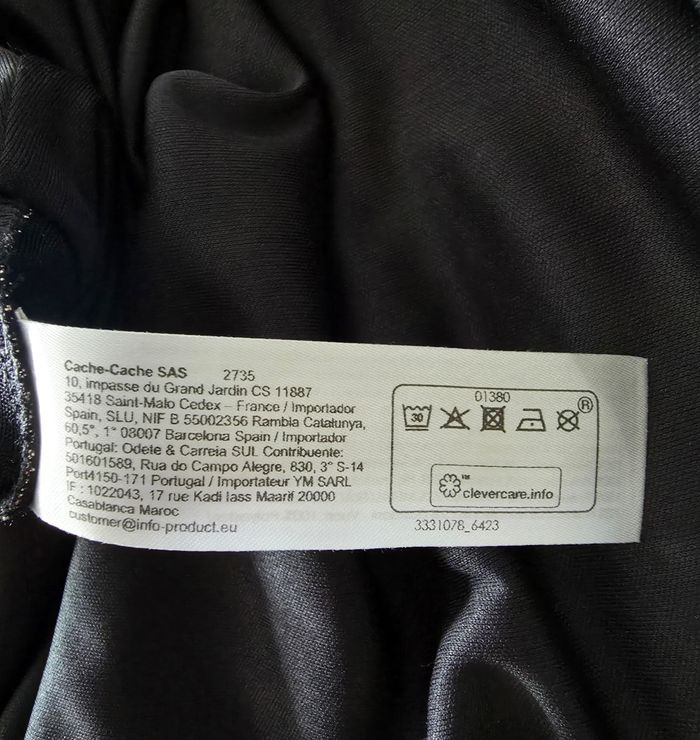 Cache-Cache SAS 2735
10, impasse du Grand Jardin CS 11887
35418 Saint-Malo Cedex – France / Importador
Spain, SLU, NIF B 55002356 Rambla Catalunya,
60,5°, 1° 08007 Barcelona Spain / Importador
Portugal: Odete & Carreia SUL Contribuente:
501601589, Rua do Campo Alegre, 830, 3° S-14
Port4150-171 Portugal / Importateur YM SARL
IF : 1022043, 17 rue Kadi Iass Maarif 20000
Casablanca Maroc
customer@info-product.eu
01380
®
30
™
clevercare.info
3331078_6423